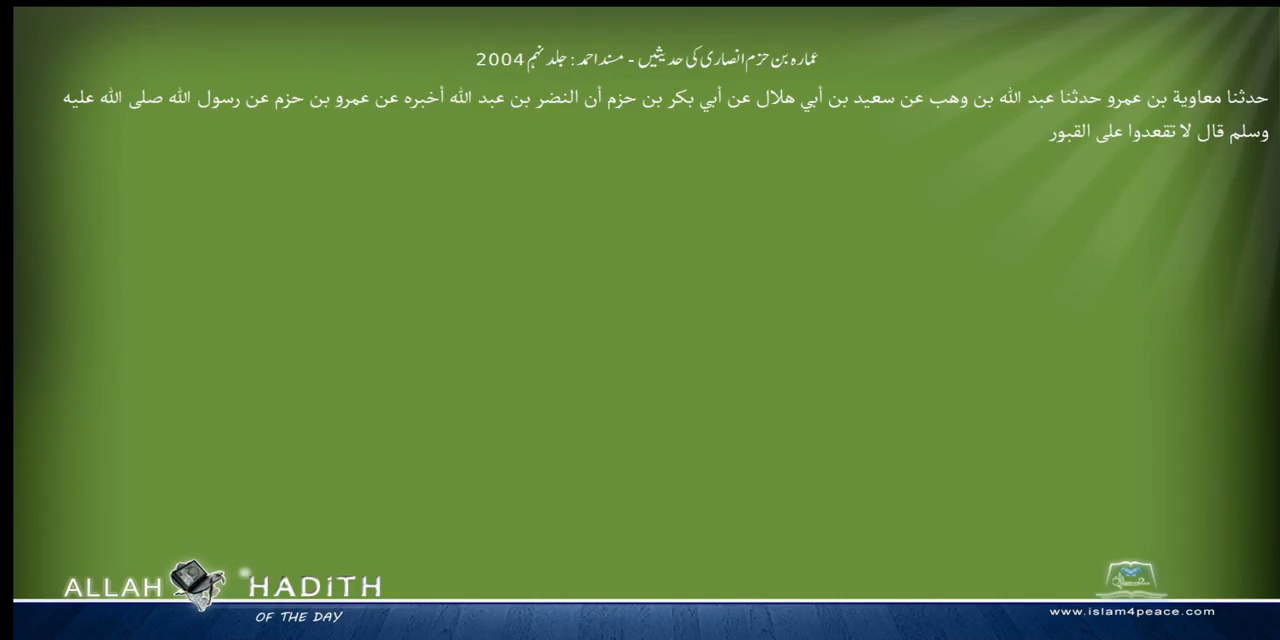 عمارہ بن حزم انصاری کی حدیثیں - مسند احمد : جلد نہم 2004
حدثنا معاوية بن عمرو حدثنا عبد الله بن وهب عن سعيد بن أبي هلال عن أبي بكر بن حزم أن النضر بن عبد الله أخبره عن عمرو بن حزم عن رسول الله صلى الله عليه
وسلم قال لا تقعدوا على القبور
ALLAH HADITH
OF THE DAY
www.islam4peace.com